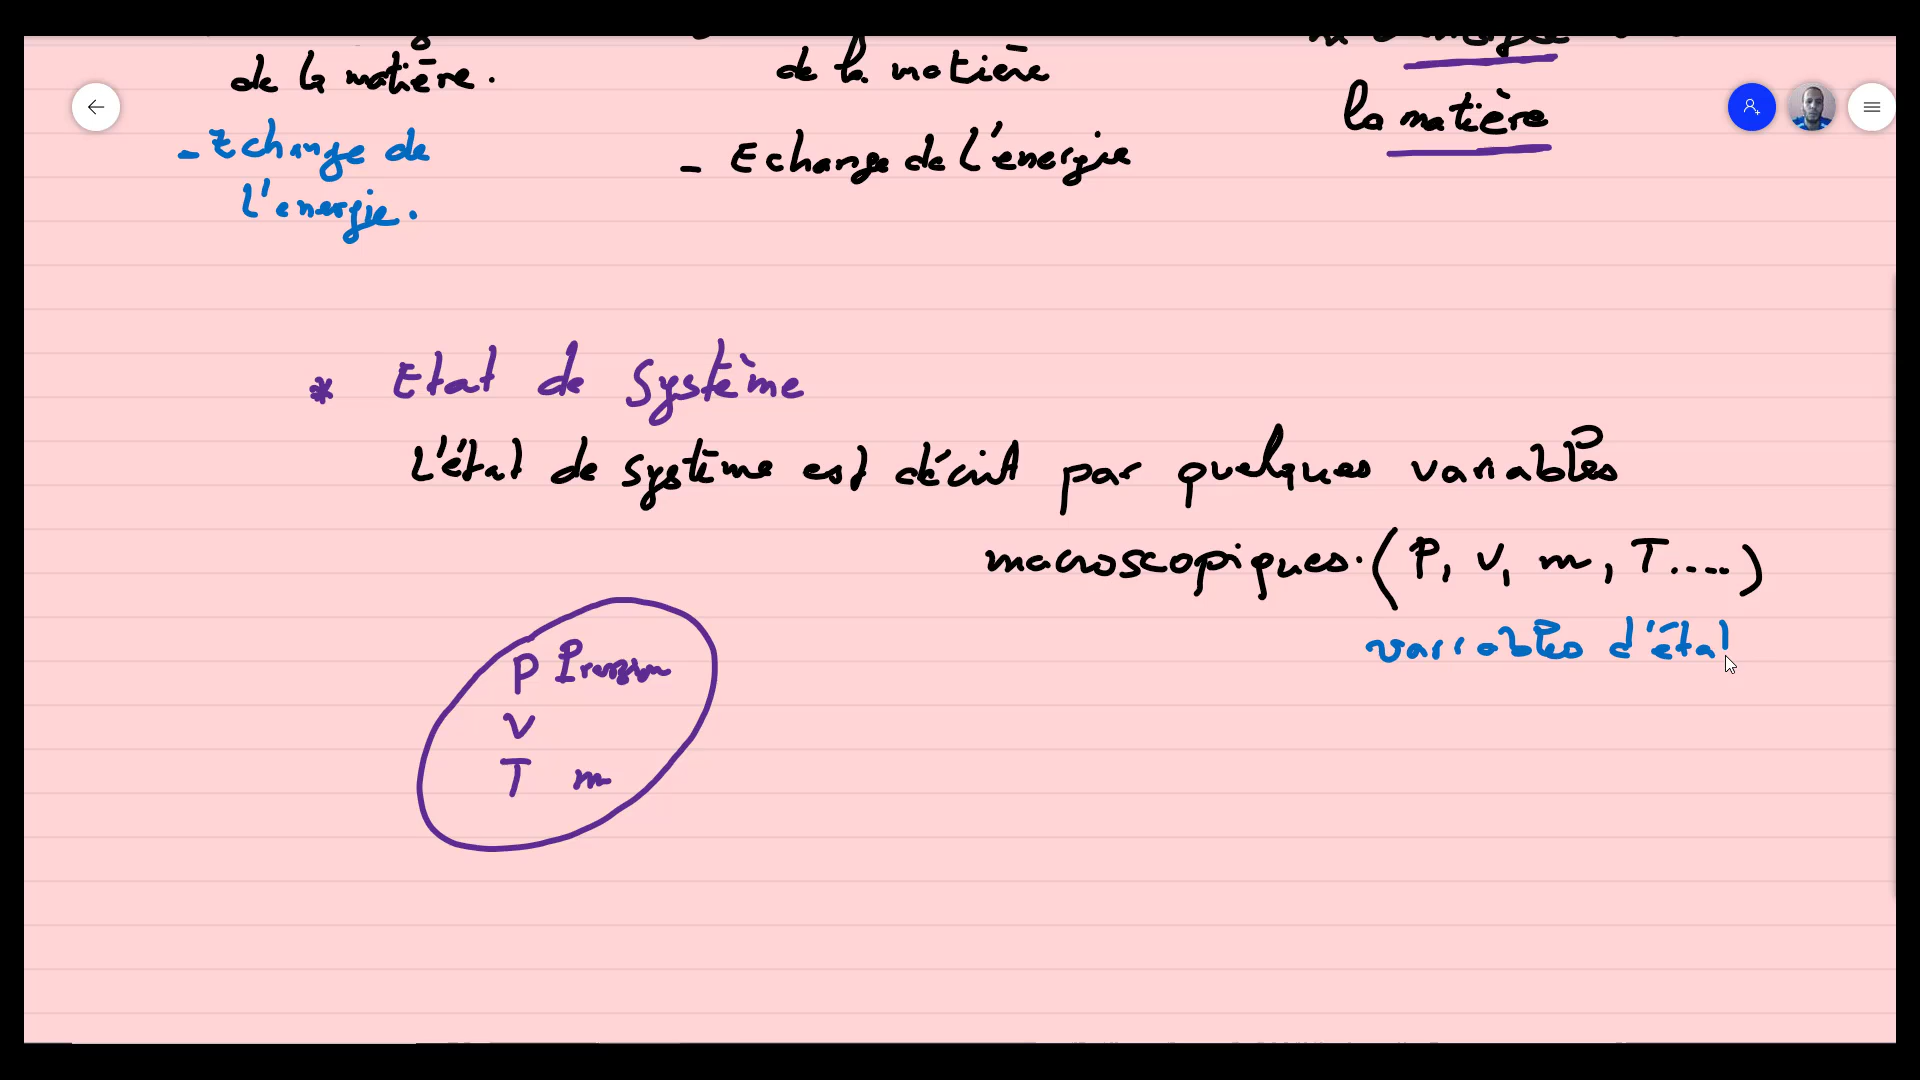 de la matière.
- Echange de
l'energie.
de la matière
- Echange de l'énergie
la matière
* Etat de Système
L'état de système est décrit par quelques variables
macroscopiques. (P, V, m, T....)
variables d'état
P Pression
V
T m